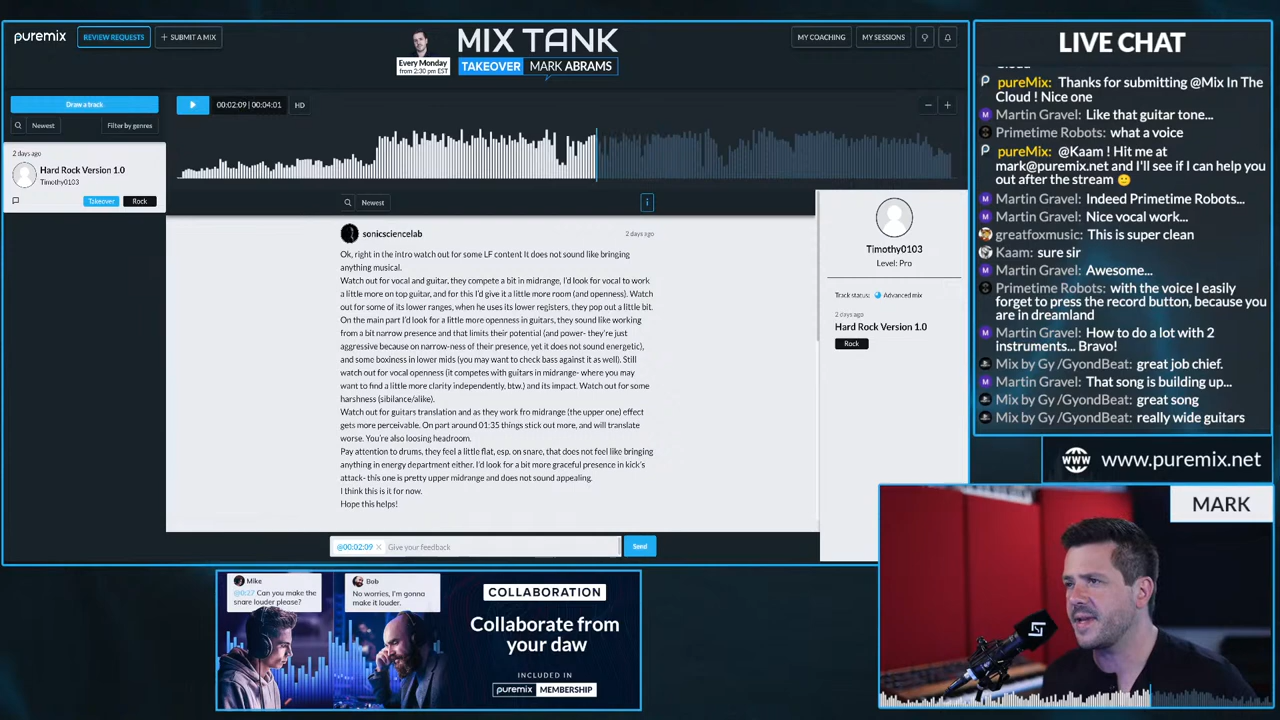 puremix
REVIEW REQUESTS
+ SUBMIT A MIX
Every Monday
from 2:30 pm EST
MIX TANK
TAKEOVER MARK ABRAMS
MY COACHING
MY SESSIONS
Draw a track
Newest
Filter by genres
00:02:09 | 00:04:01
HD
2 days ago
Hard Rock Version 1.0
Timothy0103
Takeover
Rock
Newest
i
sonicsciencelab
2 days ago
Ok, right in the intro watch out for some LF content It does not sound like bringing
anything musical.
Watch out for vocal and guitar, they compete a bit in midrange, I'd look for vocal to work
a little more on top guitar, and for this I'd give it a little more room (and openness). Watch
out for some of its lower ranges, when he uses its lower registers, they pop out a little bit.
On the main part I'd look for a little more openness in guitars, they sound like working
from a bit narrow presence and that limits their potential (and power- they're just
aggressive because on narrow-ness of their presence, yet it does not sound energetic),
and some boxiness in lower mids (you may want to check bass against it as well). Still
watch out for vocal openness (it competes with guitars in midrange- where you may
want to find a little more clarity independently, btw.) and its impact. Watch out for some
harshness (sibilance/alike).
Watch out for guitars translation and as they work fro midrange (the upper one) effect
gets more perceivable. On part around 01:35 things stick out more, and will translate
worse. You're also loosing headroom.
Pay attention to drums, they feel a little flat, esp. on snare, that does not feel like bringing
anything in energy department either. I'd look for a bit more graceful presence in kick's
attack- this one is pretty upper midrange and does not sound appealing.
I think this is it for now.
Hope this helps!
@00:02:09 ×
Give your feedback
Send
Timothy0103
Level: Pro
Track status: Advanced mix
2 days ago
Hard Rock Version 1.0
Rock
LIVE CHAT
pureMix: Thanks for submitting @Mix In The
Cloud ! Nice one
Martin Gravel: Like that guitar tone...
Primetime Robots: what a voice
pureMix: @Kaam ! Hit me at
mark@puremix.net and I'll see if I can help you
out after the stream 🙂
Martin Gravel: Indeed Primetime Robots...
Martin Gravel: Nice vocal work...
greatfoxmusic: This is super clean
Kaam: sure sir
Martin Gravel: Awesome...
Primetime Robots: with the voice I easily
forget to press the record button, because you
are in dreamland
Martin Gravel: How to do a lot with 2
instruments... Bravo!
Mix by Gy /GyondBeat: great job chief.
Martin Gravel: That song is building up...
Mix by Gy /GyondBeat: great song
Mix by Gy /GyondBeat: really wide guitars
www.puremix.net
MARK
Mike
@0:27 Can you make the
snare louder please?
Bob
No worries, I'm gonna
make it louder.
COLLABORATION
Collaborate from
your daw
INCLUDED IN
puremix MEMBERSHIP